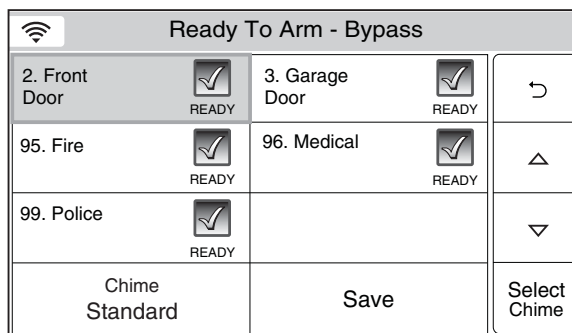 Ready To Arm - Bypass
2. Front
Door
READY
3. Garage
Door
READY
95. Fire
READY
96. Medical
READY
99. Police
READY
Chime
Standard
Save
Select
Chime